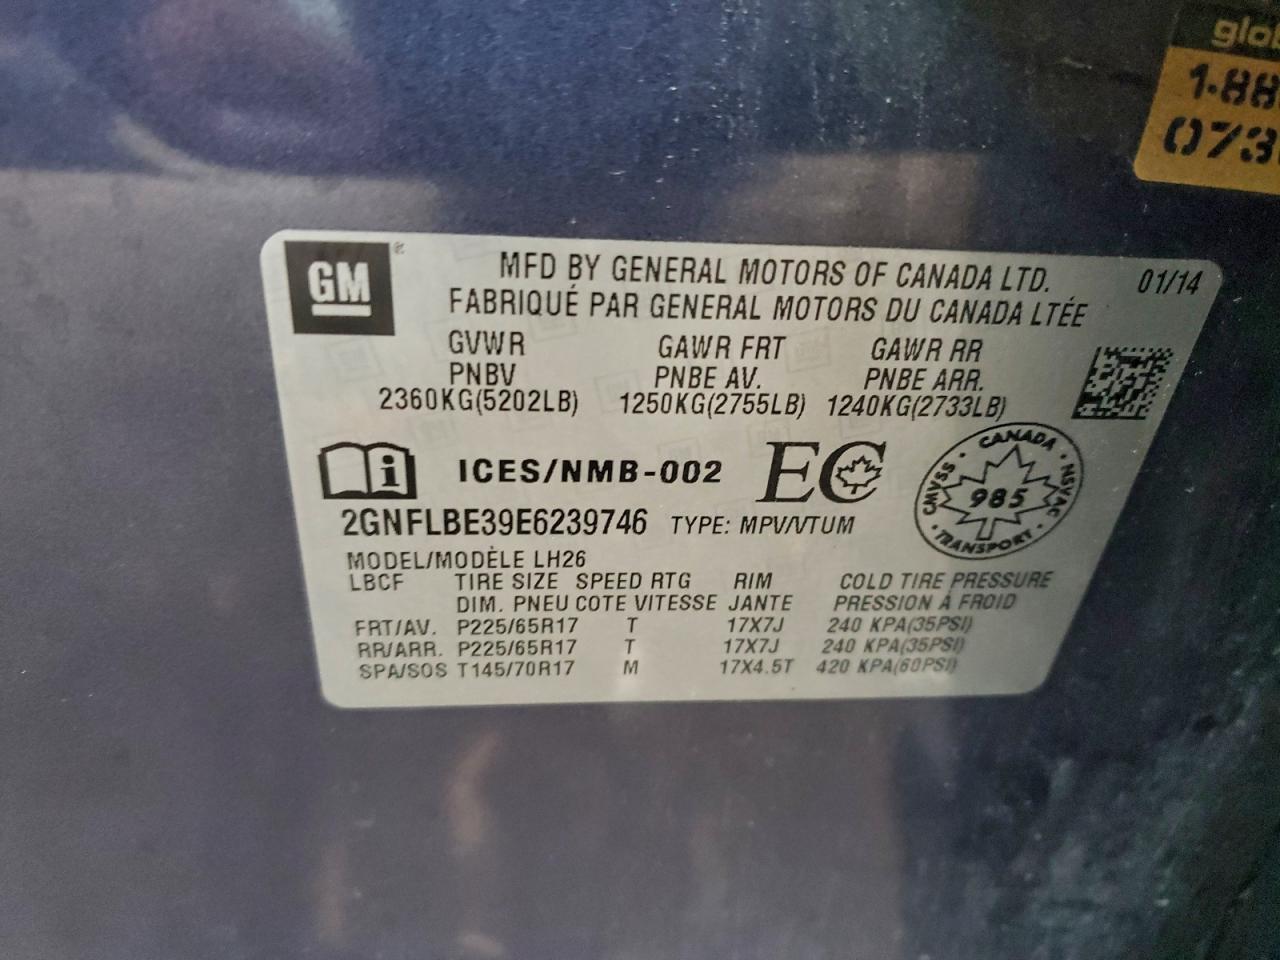 glo
1-88
073
GM
®
MFD BY GENERAL MOTORS OF CANADA LTD. 01/14
FABRIQUÉ PAR GENERAL MOTORS DU CANADA LTÉE
GVWR GAWR FRT GAWR RR
PNBV PNBE AV. PNBE ARR.
2360KG(5202LB) 1250KG(2755LB) 1240KG(2733LB)
i ICES/NMB-002 EC
CANADA
CMVSS 985 NSVAC
TRANSPORT
2GNFLBE39E6239746 TYPE: MPV/VTUM
MODEL/MODÈLE LH26
LBCF TIRE SIZE SPEED RTG RIM COLD TIRE PRESSURE
DIM. PNEU COTE VITESSE JANTE PRESSION A FROID
FRT/AV. P225/65R17 T 17X7J 240 KPA(35PSI)
RR/ARR. P225/65R17 T 17X7J 240 KPA(35PSI)
SPA/SOS T145/70R17 M 17X4.5T 420 KPA(60PSI)